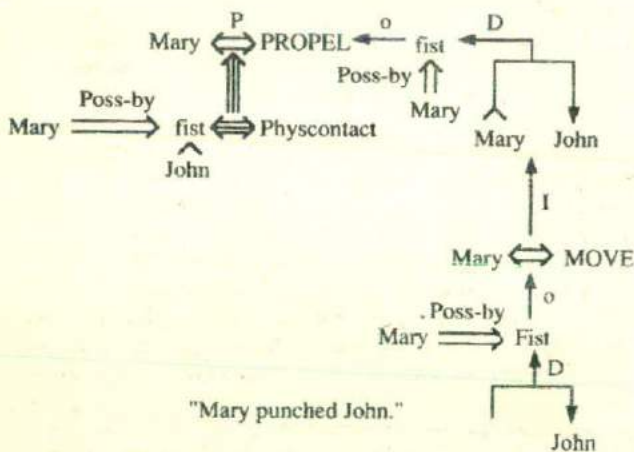 P
Mary PROPEL o fist D
Poss-by
Mary
Poss-by
Mary fist Physcontact
John
Mary John
I
Mary MOVE
o
.Poss-by
Mary Fist
D
"Mary punched John."
John